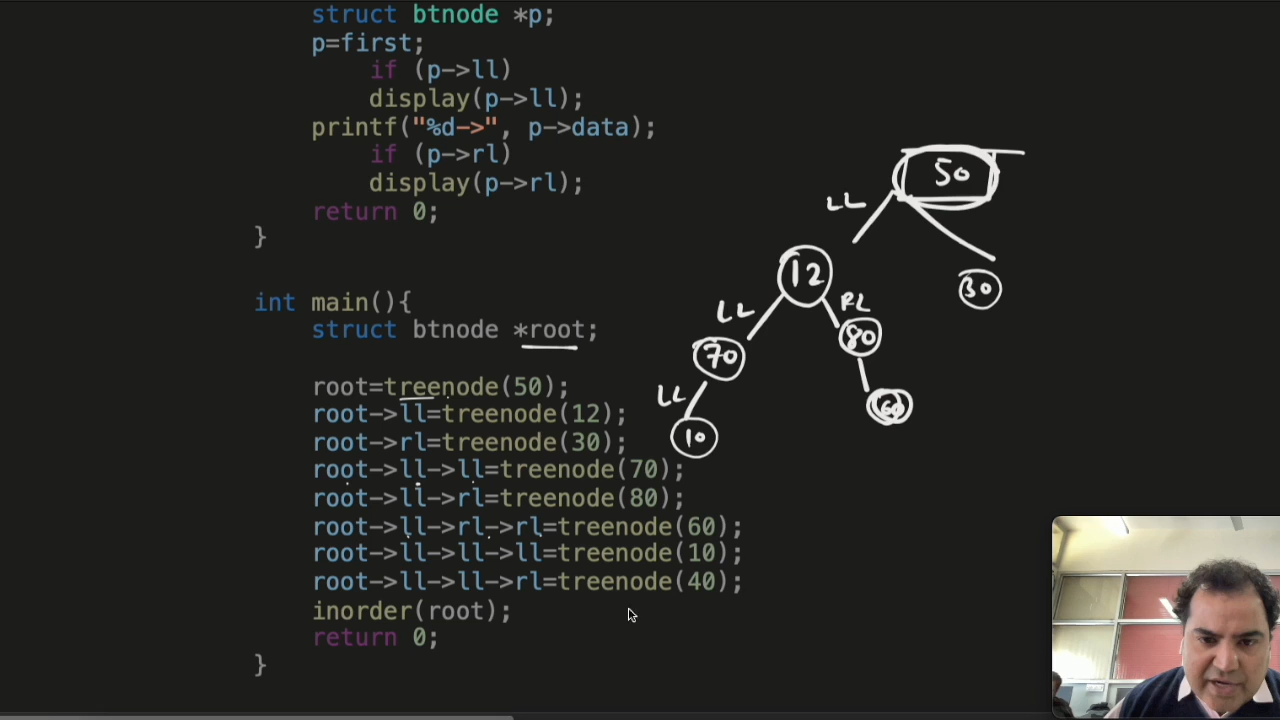 struct btnode *p;
p=first;
if (p->ll)
display(p->ll);
printf("%d->", p->data);
if (p->rl)
display(p->rl);
return 0;
}
int main(){
struct btnode *root;
root=treenode(50);
root->ll=treenode(12);
root->rl=treenode(30);
root->ll->ll=treenode(70);
root->ll->rl=treenode(80);
root->ll->rl->rl=treenode(60);
root->ll->ll->ll=treenode(10);
root->ll->ll->rl=treenode(40);
inorder(root);
return 0;
}
50
LL
12
30
LL
RL
70
80
LL
60
10